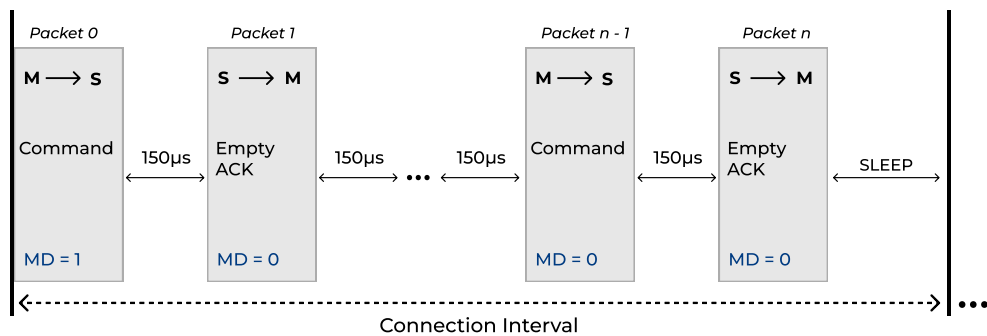 Packet 0
Packet 1
Packet n - 1
Packet n
M → S
S → M
M → S
S → M
Command
Empty
ACK
Command
Empty
ACK
150μs
150μs
•••
150μs
150μs
SLEEP
MD = 1
MD = 0
MD = 0
MD = 0
•••
Connection Interval